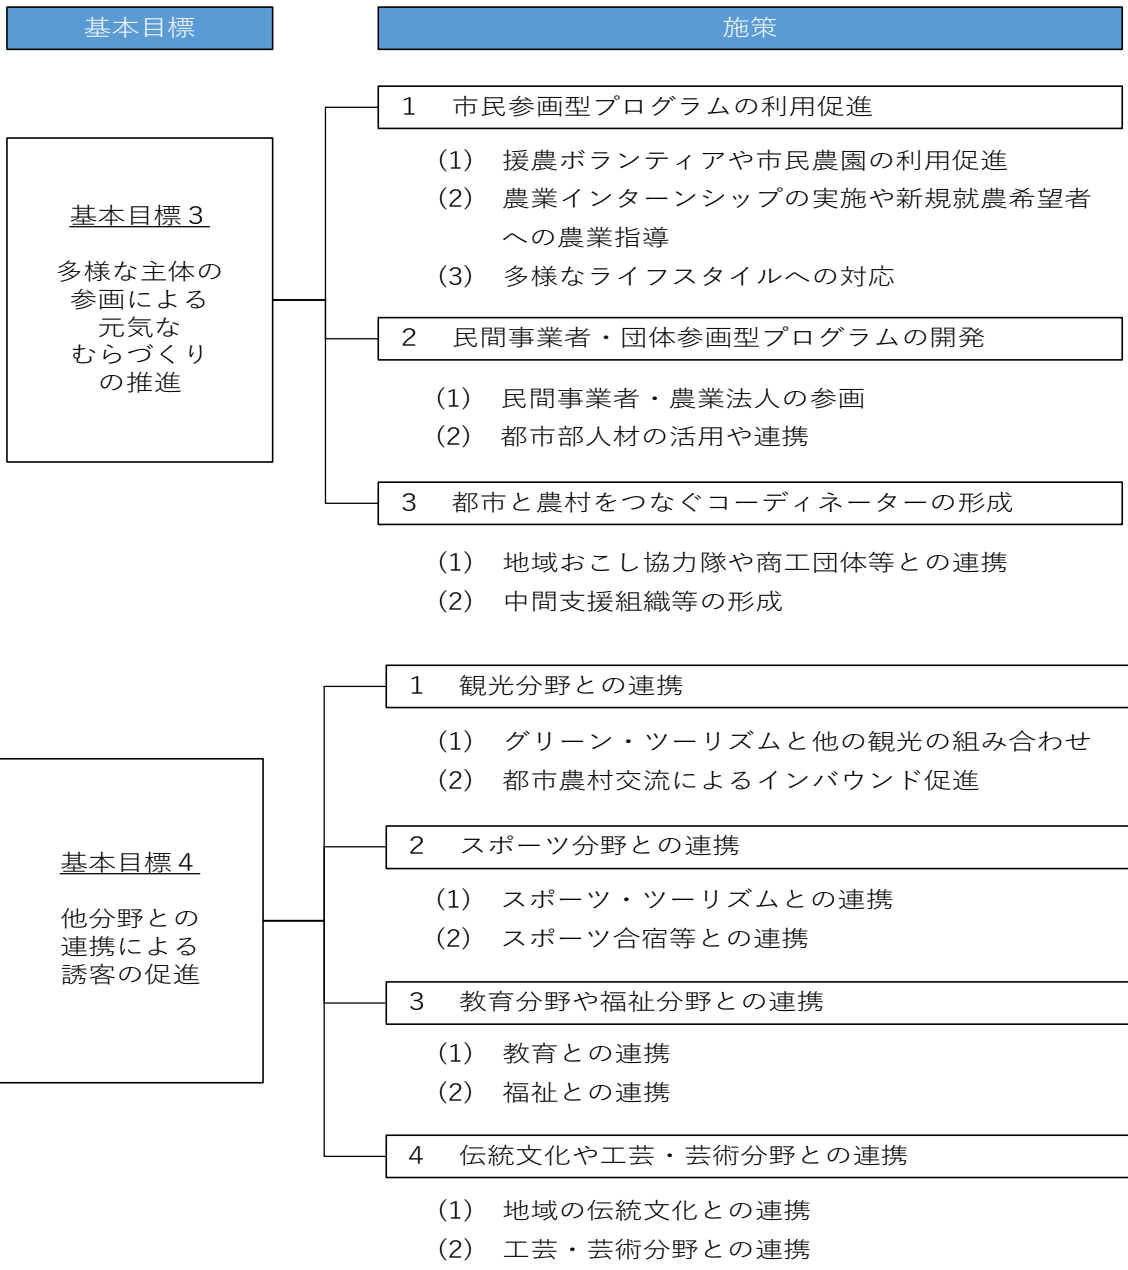 基本目標
施策
基本目標３
多様な主体の
参画による
元気な
むらづくり
の推進
１　市民参画型プログラムの利用促進
(1)　援農ボランティアや市民農園の利用促進
(2)　農業インターンシップの実施や新規就農希望者
への農業指導
(3)　多様なライフスタイルへの対応
２　民間事業者・団体参画型プログラムの開発
(1)　民間事業者・農業法人の参画
(2)　都市部人材の活用や連携
３　都市と農村をつなぐコーディネーターの形成
(1)　地域おこし協力隊や商工団体等との連携
(2)　中間支援組織等の形成
基本目標４
他分野との
連携による
誘客の促進
１　観光分野との連携
(1)　グリーン・ツーリズムと他の観光の組み合わせ
(2)　都市農村交流によるインバウンド促進
２　スポーツ分野との連携
(1)　スポーツ・ツーリズムとの連携
(2)　スポーツ合宿等との連携
３　教育分野や福祉分野との連携
(1)　教育との連携
(2)　福祉との連携
４　伝統文化や工芸・芸術分野との連携
(1)　地域の伝統文化との連携
(2)　工芸・芸術分野との連携